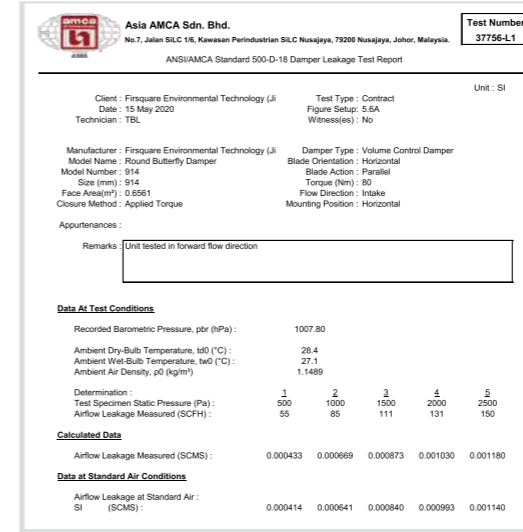 amca
Asia AMCA Sdn. Bhd.
No.7, Jalan SiLC 1/6, Kawasan Perindustrian SiLC Nusajaya, 79200 Nusajaya, Johor, Malaysia.
Test Number
37756-L1
ANSI/AMCA Standard 500-D-18 Damper Leakage Test Report
Unit : SI
Client : Firsquare Environmental Technology (Ji Test Type : Contract
Date : 15 May 2020 Figure Setup: 5.6A
Technician : TBL Witness(es) : No
Manufacturer : Firsquare Environmental Technology (Ji Damper Type : Volume Control Damper
Model Name : Round Butterfly Damper Blade Orientation : Horizontal
Model Number : 914 Blade Action : Parallel
Size (mm) : 914 Torque (Nm) : 80
Face Area(m²) : 0.6561 Flow Direction : Intake
Closure Method : Applied Torque Mounting Position : Horizontal
Appurtenances :
Remarks : Unit tested in forward flow direction
Data At Test Conditions
Recorded Barometric Pressure, pbr (hPa) : 1007.80
Ambient Dry-Bulb Temperature, td0 (°C) : 28.4
Ambient Wet-Bulb Temperature, tw0 (°C) : 27.1
Ambient Air Density, ρ0 (kg/m³) 1.1489
Determination : 1 2 3 4 5
Test Specimen Static Pressure (Pa) : 500 1000 1500 2000 2500
Airflow Leakage Measured (SCFH) : 55 85 111 131 150
Calculated Data
Airflow Leakage Measured (SCMS) : 0.000433 0.000669 0.000873 0.001030 0.001180
Data at Standard Air Conditions
Airflow Leakage at Standard Air :
SI (SCMS) : 0.000414 0.000641 0.000840 0.000993 0.001140